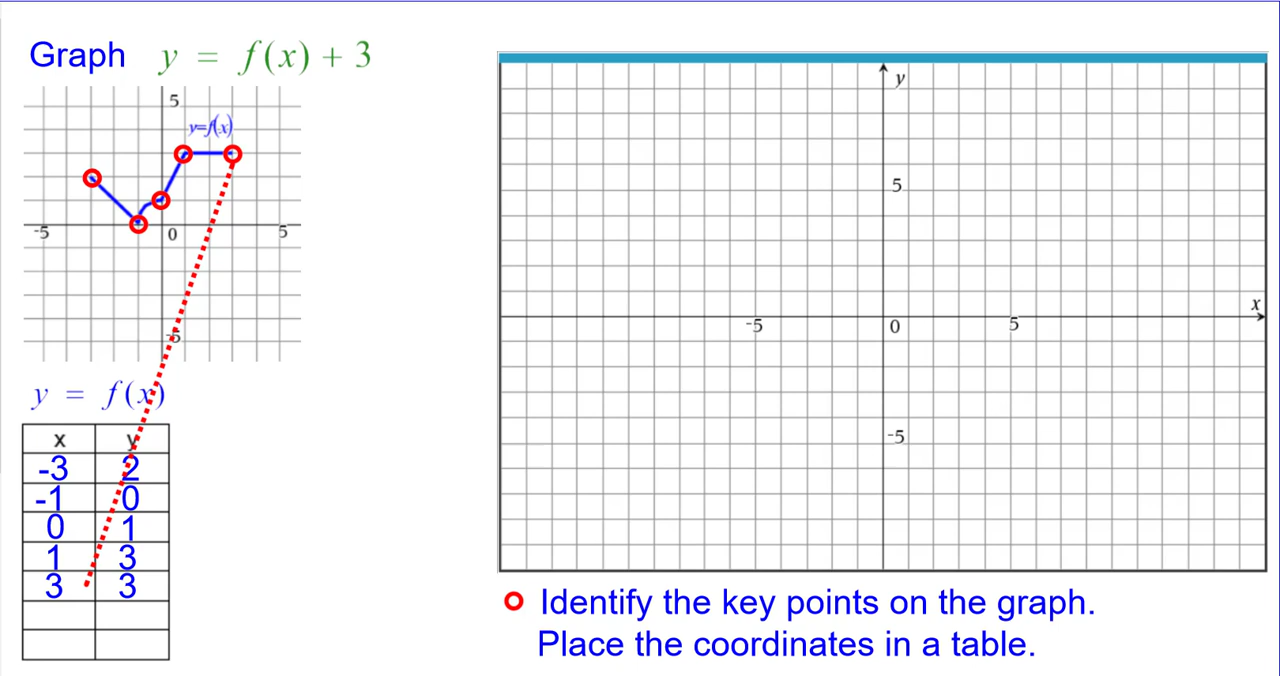 Graph y = f(x) + 3
5
y=f(x)
-5 0 5
-5
y = f(x)
x y
-3 2
-1 0
0 1
1 3
3 3
y
5
x
-5 0 5
-5
Identify the key points on the graph.
Place the coordinates in a table.